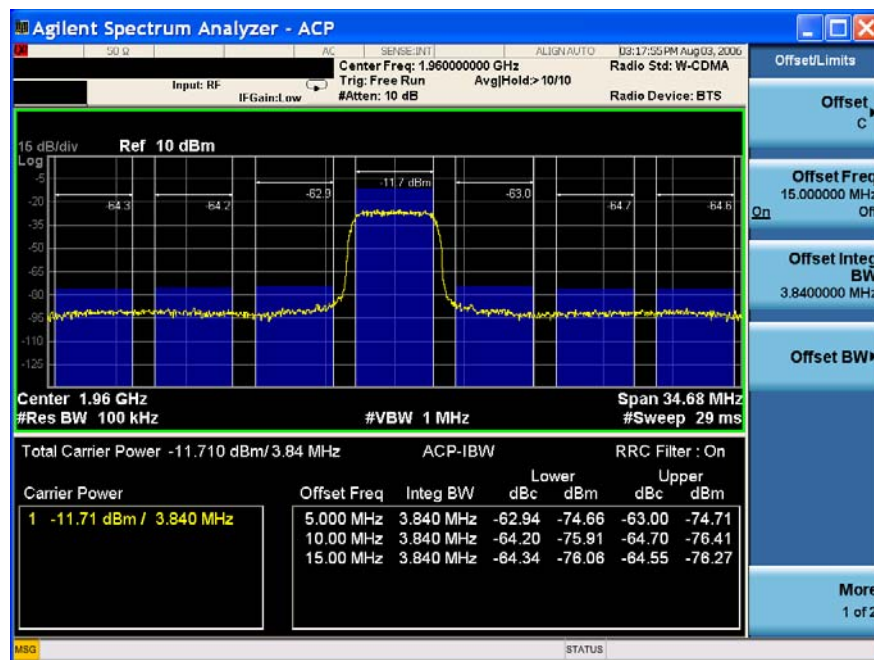 Agilent Spectrum Analyzer - ACP
50 Ω AC SENSE:INT ALIGN AUTO 03:17:55 PM Aug 03, 2006
Center Freq: 1.960000000 GHz Radio Std: W-CDMA
Input: RF Trig: Free Run Avg|Hold:> 10/10
IFGain:Low #Atten: 10 dB Radio Device: BTS
15 dB/div Ref 10 dBm
Log
-5
-20
-35
-50
-65
-80
-95
-110
-125
-64.3 -64.2 -62.9 -11.7 dBm -63.0 -64.7 -64.6
Center 1.96 GHz Span 34.68 MHz
#Res BW 100 kHz #VBW 1 MHz #Sweep 29 ms
Total Carrier Power -11.710 dBm/ 3.84 MHz ACP-IBW RRC Filter : On
Lower Upper
Carrier Power Offset Freq Integ BW dBc dBm dBc dBm
1 -11.71 dBm / 3.840 MHz 5.000 MHz 3.840 MHz -62.94 -74.66 -63.00 -74.71
10.00 MHz 3.840 MHz -64.20 -75.91 -64.70 -76.41
15.00 MHz 3.840 MHz -64.34 -76.06 -64.55 -76.27
MSG STATUS
Offset/Limits
Offset
C
Offset Freq
15.000000 MHz
On Of
Offset Integ
BW
3.8400000 MHz
Offset BW
More
1 of 2